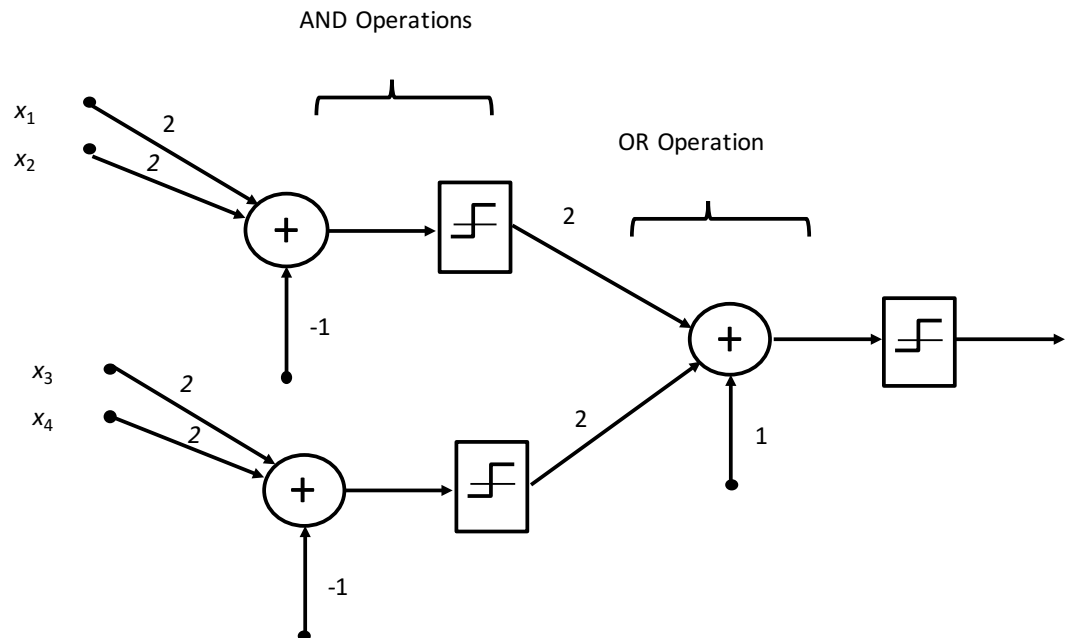 AND Operations
x₁
2
x₂
2
OR Operation
+
2
-1
+
x₃
2
x₄
2
2
1
+
-1